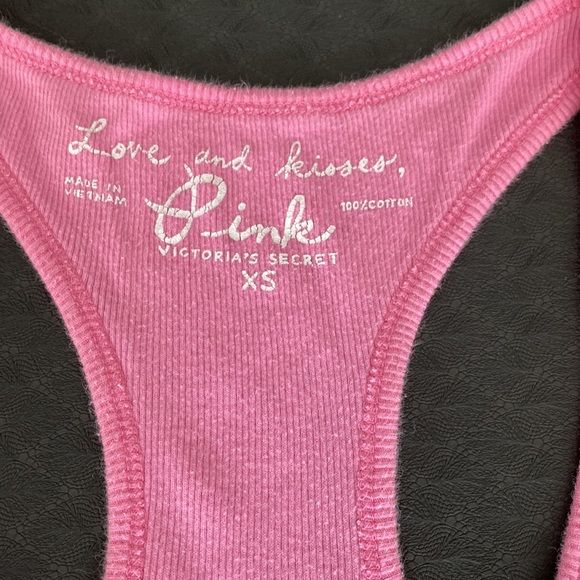 Love and kisses,
MADE IN
VIETNAM
Pink
100% COTTON
VICTORIA'S SECRET
XS